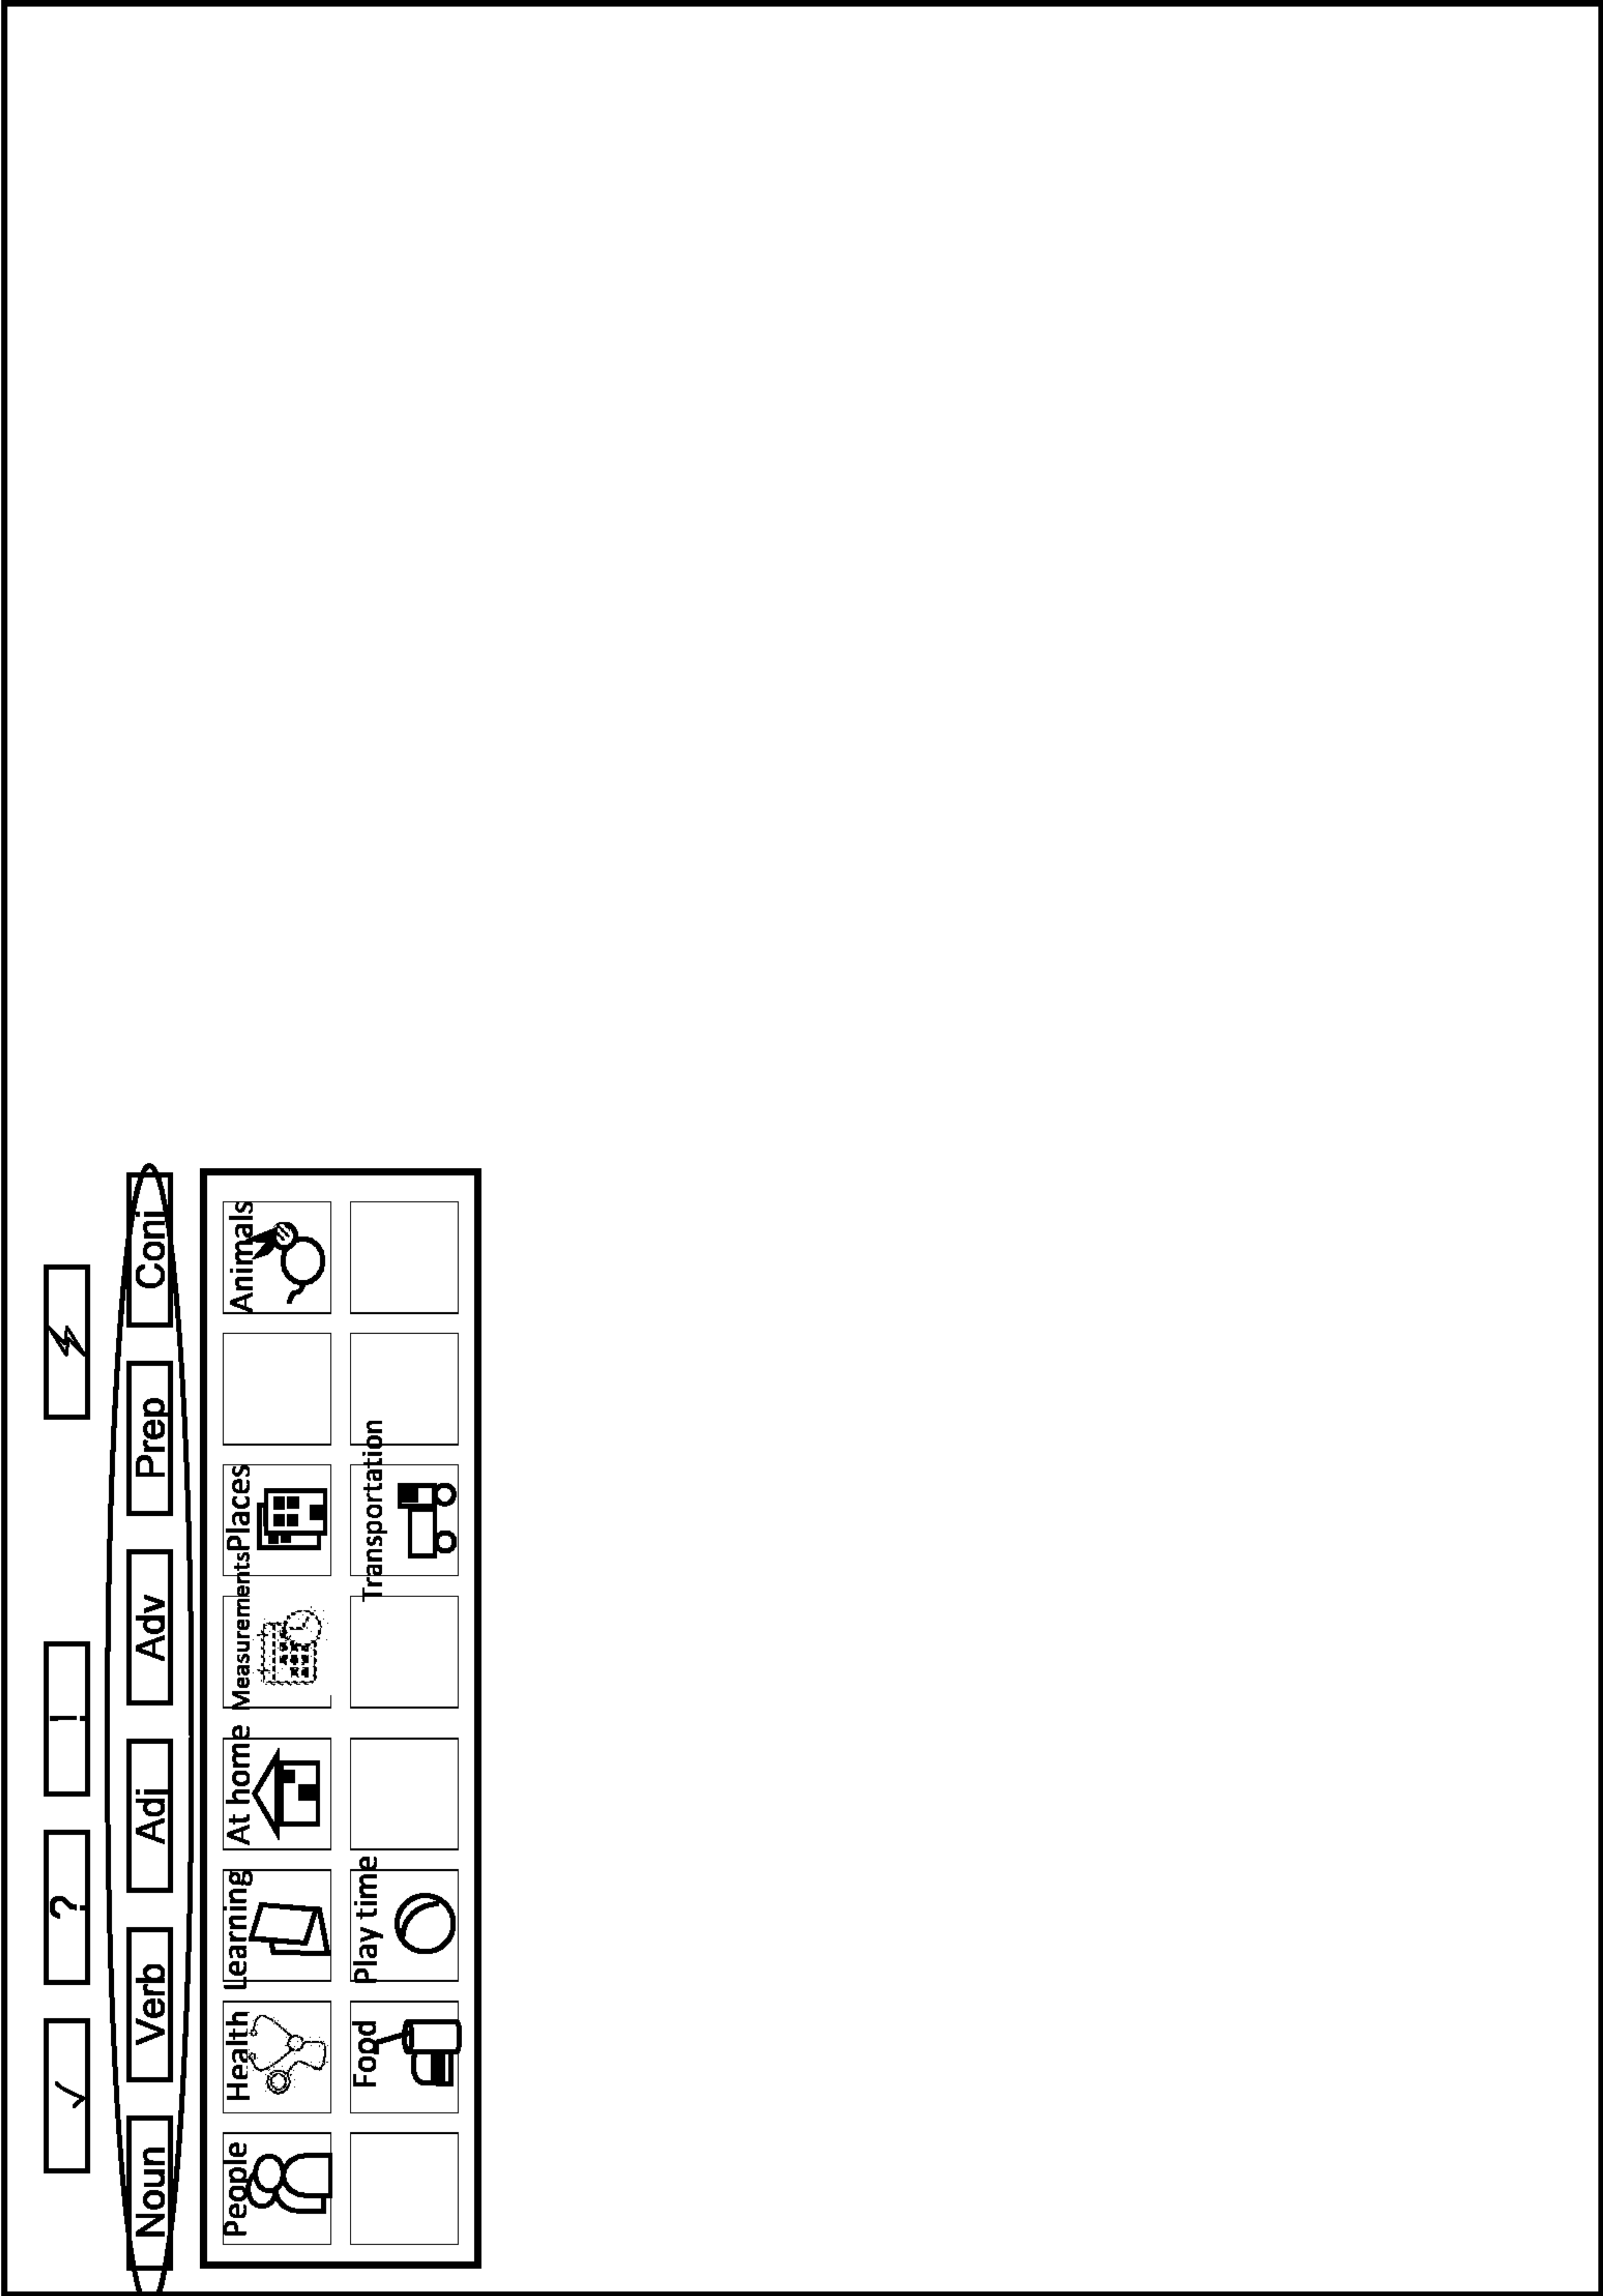 ✓ ? ! 
Noun Verb Adj Adv Prep Conj
People Health Learning At home Measurements Places Animals
Food Play time Transportation